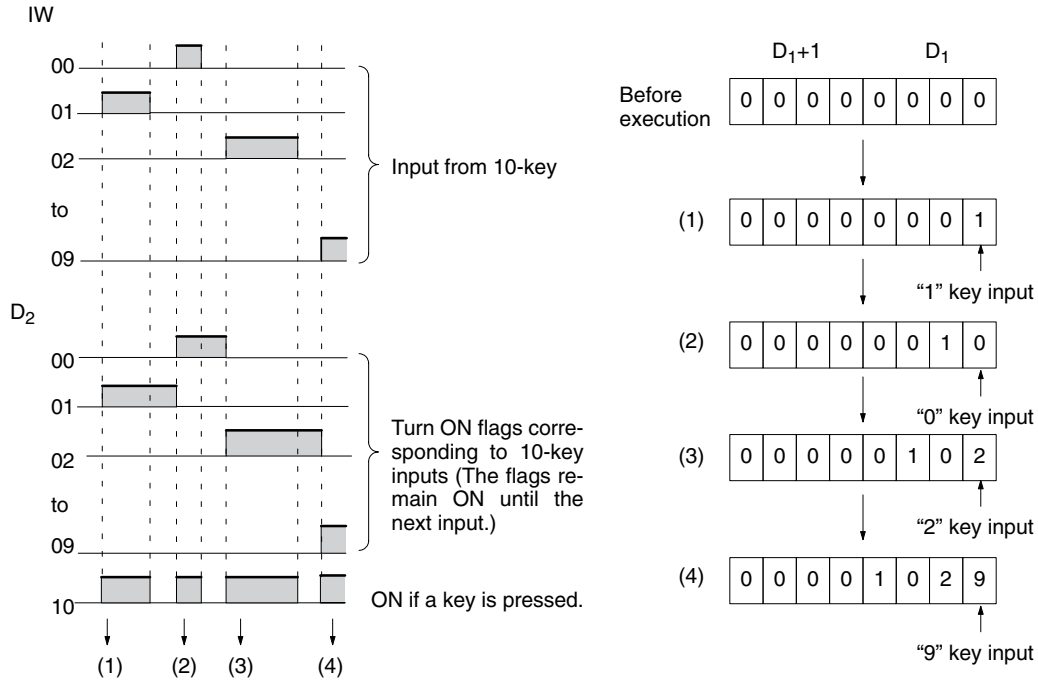 IW
00
01
02
to
09
Input from 10-key
D2
00
01
02
to
09
10
Turn ON flags corre-
sponding to 10-key
inputs (The flags re-
main ON until the
next input.)
ON if a key is pressed.
(1) (2) (3) (4)
D1+1 D1
Before
execution
0 0 0 0 0 0 0 0
(1) 0 0 0 0 0 0 0 1
“1” key input
(2) 0 0 0 0 0 0 1 0
“0” key input
(3) 0 0 0 0 0 1 0 2
“2” key input
(4) 0 0 0 0 1 0 2 9
“9” key input